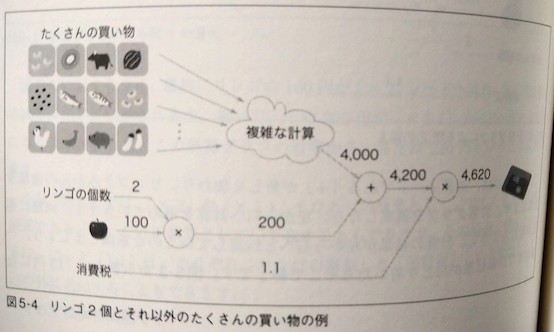 たくさんの買い物
複雑な計算
4,000
4,200
4,620
+
×
リンゴの個数
2
100
×
200
消費税
1.1
図5-4 リンゴ2個とそれ以外のたくさんの買い物の例